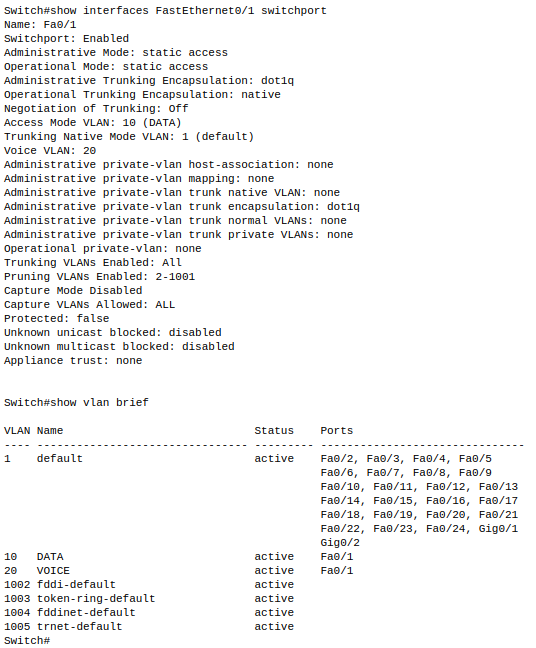 Switch#show interfaces FastEthernet0/1 switchport
Name: Fa0/1
Switchport: Enabled
Administrative Mode: static access
Operational Mode: static access
Administrative Trunking Encapsulation: dot1q
Operational Trunking Encapsulation: native
Negotiation of Trunking: Off
Access Mode VLAN: 10 (DATA)
Trunking Native Mode VLAN: 1 (default)
Voice VLAN: 20
Administrative private-vlan host-association: none
Administrative private-vlan mapping: none
Administrative private-vlan trunk native VLAN: none
Administrative private-vlan trunk encapsulation: dot1q
Administrative private-vlan trunk normal VLANs: none
Administrative private-vlan trunk private VLANs: none
Operational private-vlan: none
Trunking VLANs Enabled: All
Pruning VLANs Enabled: 2-1001
Capture Mode Disabled
Capture VLANs Allowed: ALL
Protected: false
Unknown unicast blocked: disabled
Unknown multicast blocked: disabled
Appliance trust: none

Switch#show vlan brief

VLAN Name                             Status    Ports
---- -------------------------------- --------- -------------------------------
1    default                          active    Fa0/2, Fa0/3, Fa0/4, Fa0/5
                                                Fa0/6, Fa0/7, Fa0/8, Fa0/9
                                                Fa0/10, Fa0/11, Fa0/12, Fa0/13
                                                Fa0/14, Fa0/15, Fa0/16, Fa0/17
                                                Fa0/18, Fa0/19, Fa0/20, Fa0/21
                                                Fa0/22, Fa0/23, Fa0/24, Gig0/1
                                                Gig0/2
10   DATA                             active    Fa0/1
20   VOICE                            active    Fa0/1
1002 fddi-default                     active
1003 token-ring-default               active
1004 fddinet-default                  active
1005 trnet-default                    active
Switch#